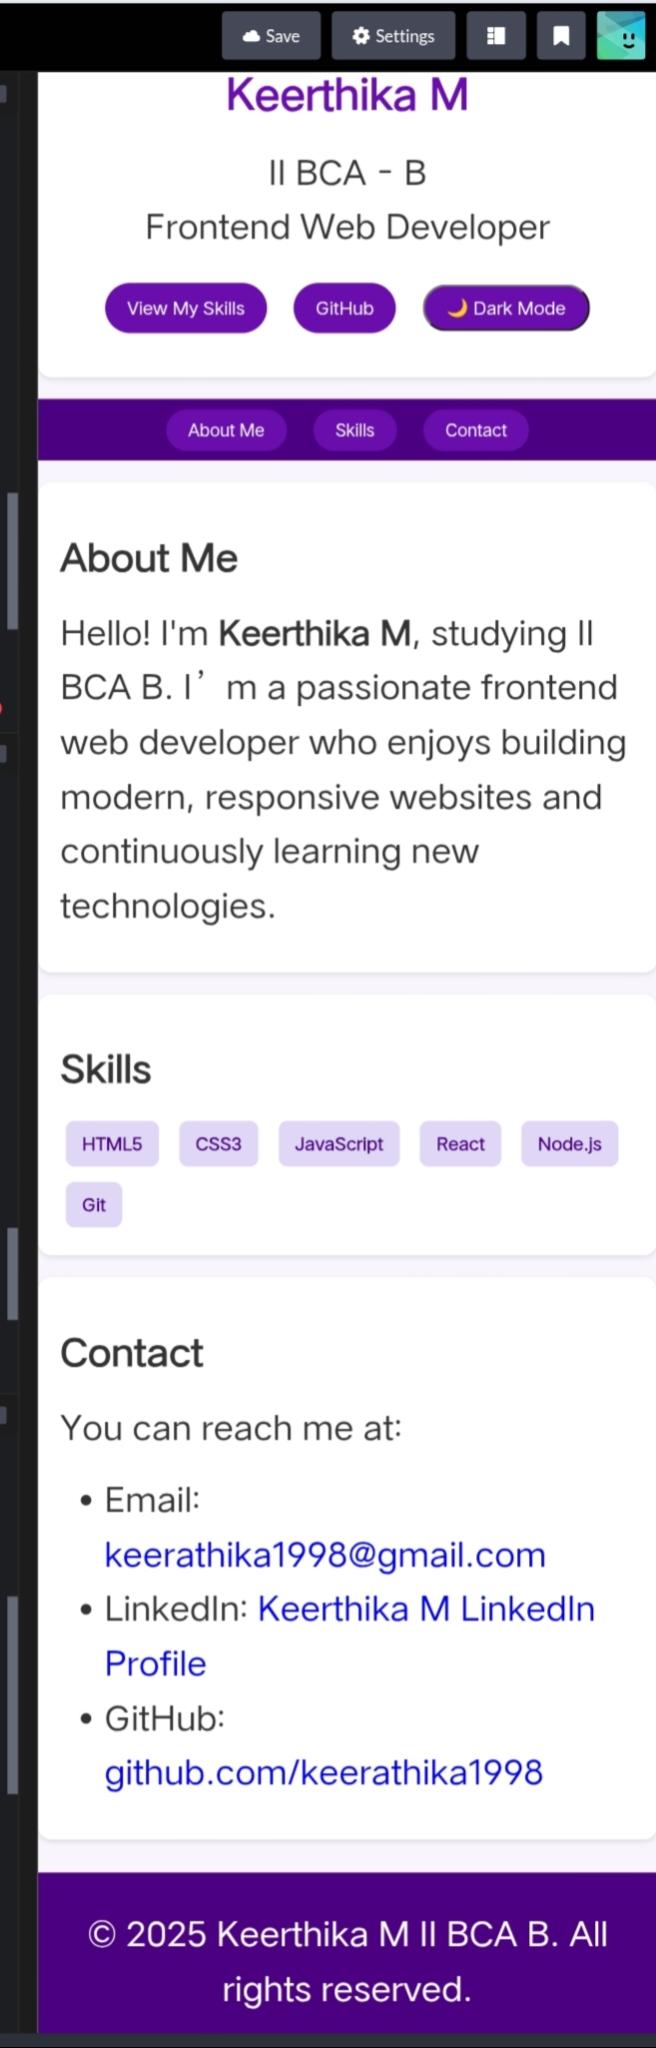 Save
Settings
Keerthika M
II BCA - B
Frontend Web Developer
View My Skills
GitHub
🌙 Dark Mode
About Me
Skills
Contact
About Me
Hello! I'm Keerthika M, studying II
BCA B. I’m a passionate frontend
web developer who enjoys building
modern, responsive websites and
continuously learning new
technologies.
Skills
HTML5
CSS3
JavaScript
React
Node.js
Git
Contact
You can reach me at:
• Email:
keerathika1998@gmail.com
• LinkedIn: Keerthika M LinkedIn
Profile
• GitHub:
github.com/keerathika1998
© 2025 Keerthika M II BCA B. All
rights reserved.